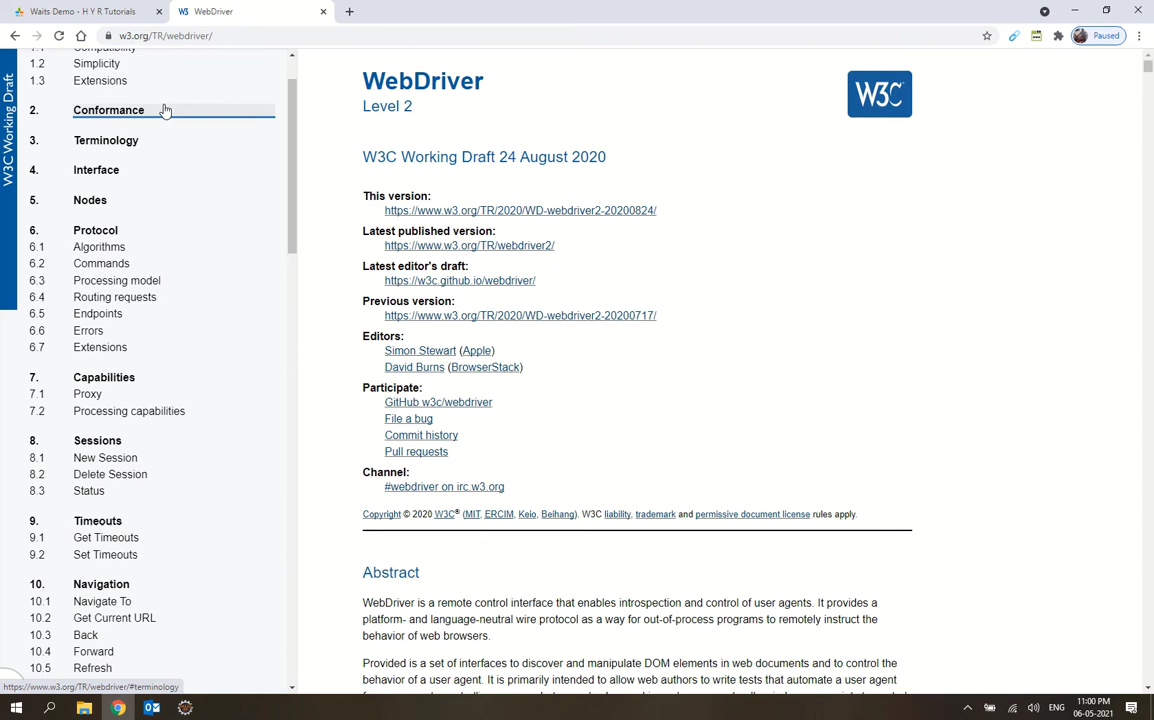 Waits Demo - H Y R Tutorials
WebDriver
w3.org/TR/webdriver/
Paused
W3C Working Draft
1.1 Compatibility
1.2 Simplicity
1.3 Extensions
2. Conformance
3. Terminology
4. Interface
5. Nodes
6. Protocol
6.1 Algorithms
6.2 Commands
6.3 Processing model
6.4 Routing requests
6.5 Endpoints
6.6 Errors
6.7 Extensions
7. Capabilities
7.1 Proxy
7.2 Processing capabilities
8. Sessions
8.1 New Session
8.2 Delete Session
8.3 Status
9. Timeouts
9.1 Get Timeouts
9.2 Set Timeouts
10. Navigation
10.1 Navigate To
10.2 Get Current URL
10.3 Back
10.4 Forward
10.5 Refresh
https://www.w3.org/TR/webdriver/#terminology
WebDriver
Level 2
W3C
W3C Working Draft 24 August 2020
This version:
https://www.w3.org/TR/2020/WD-webdriver2-20200824/
Latest published version:
https://www.w3.org/TR/webdriver2/
Latest editor's draft:
https://w3c.github.io/webdriver/
Previous version:
https://www.w3.org/TR/2020/WD-webdriver2-20200717/
Editors:
Simon Stewart (Apple)
David Burns (BrowserStack)
Participate:
GitHub w3c/webdriver
File a bug
Commit history
Pull requests
Channel:
#webdriver on irc.w3.org
Copyright © 2020 W3C® (MIT, ERCIM, Keio, Beihang). W3C liability, trademark and permissive document license rules apply.
Abstract
WebDriver is a remote control interface that enables introspection and control of user agents. It provides a
platform- and language-neutral wire protocol as a way for out-of-process programs to remotely instruct the
behavior of web browsers.
Provided is a set of interfaces to discover and manipulate DOM elements in web documents and to control the
behavior of a user agent. It is primarily intended to allow web authors to write tests that automate a user agent
ENG
11:00 PM
06-05-2021